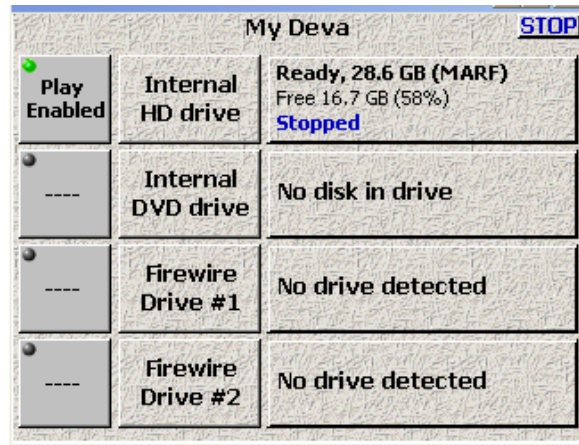 My Deva
STOP
Play
Enabled
Internal
HD drive
Ready, 28.6 GB (MARF)
Free 16.7 GB (58%)
Stopped
----
Internal
DVD drive
No disk in drive
----
Firewire
Drive #1
No drive detected
----
Firewire
Drive #2
No drive detected